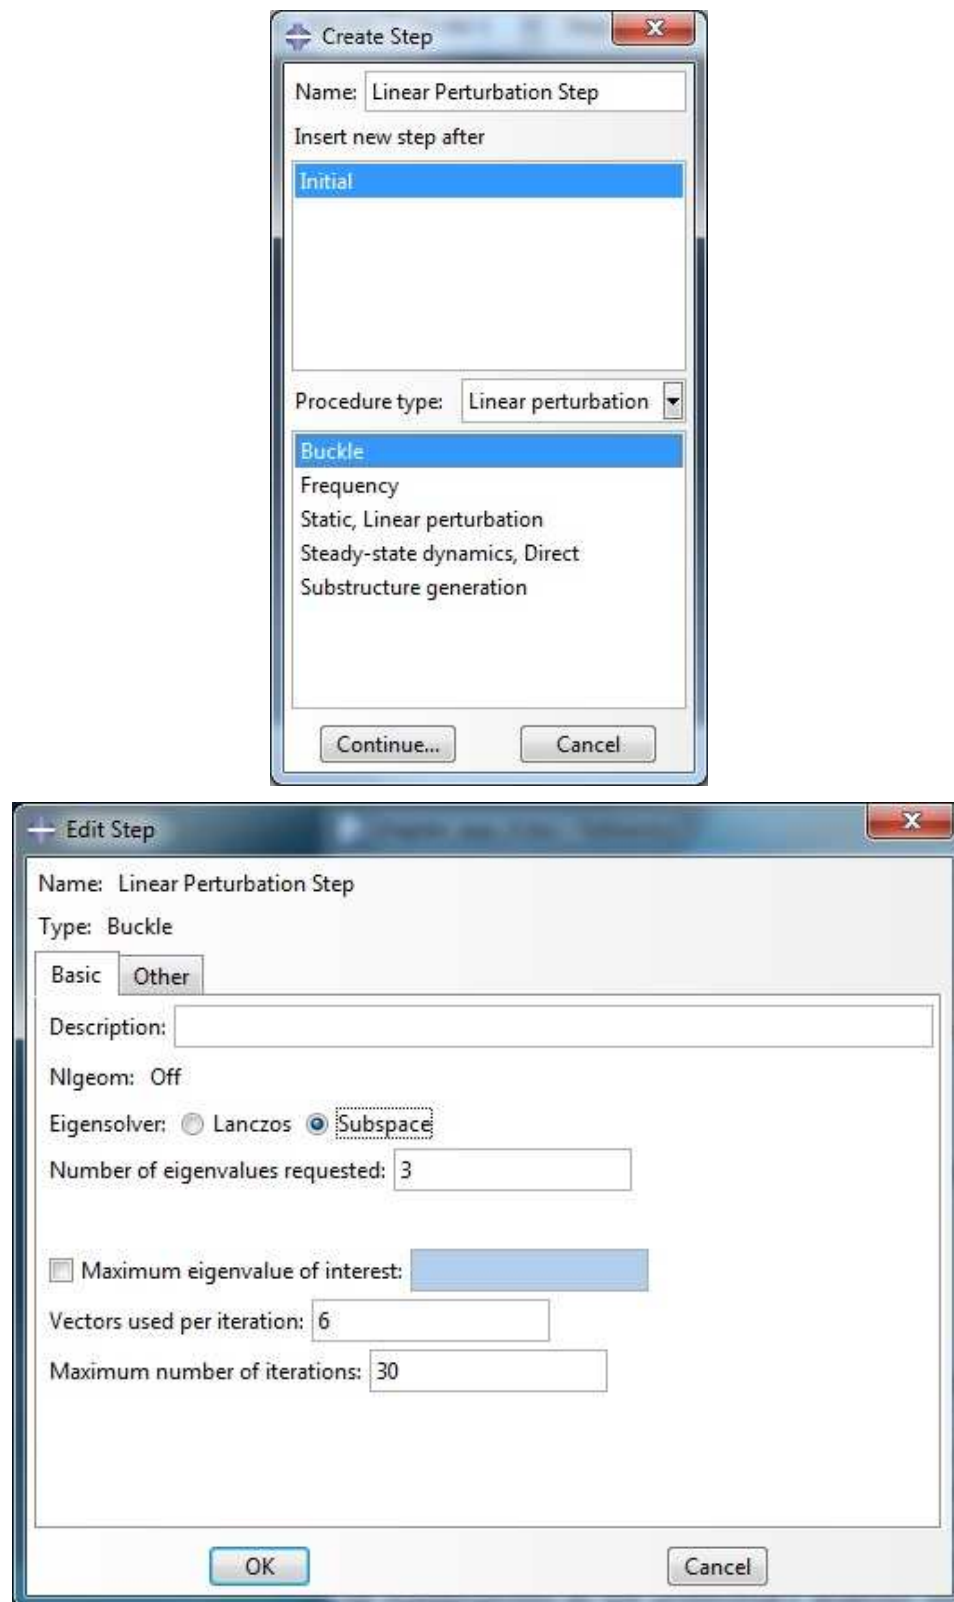 Create Step
Name: Linear Perturbation Step
Insert new step after
Initial
Procedure type: Linear perturbation
Buckle
Frequency
Static, Linear perturbation
Steady-state dynamics, Direct
Substructure generation
Continue... Cancel
Edit Step
Name: Linear Perturbation Step
Type: Buckle
Basic Other
Description:
Nlgeom: Off
Eigensolver: Lanczos Subspace
Number of eigenvalues requested: 3
Maximum eigenvalue of interest:
Vectors used per iteration: 6
Maximum number of iterations: 30
OK Cancel